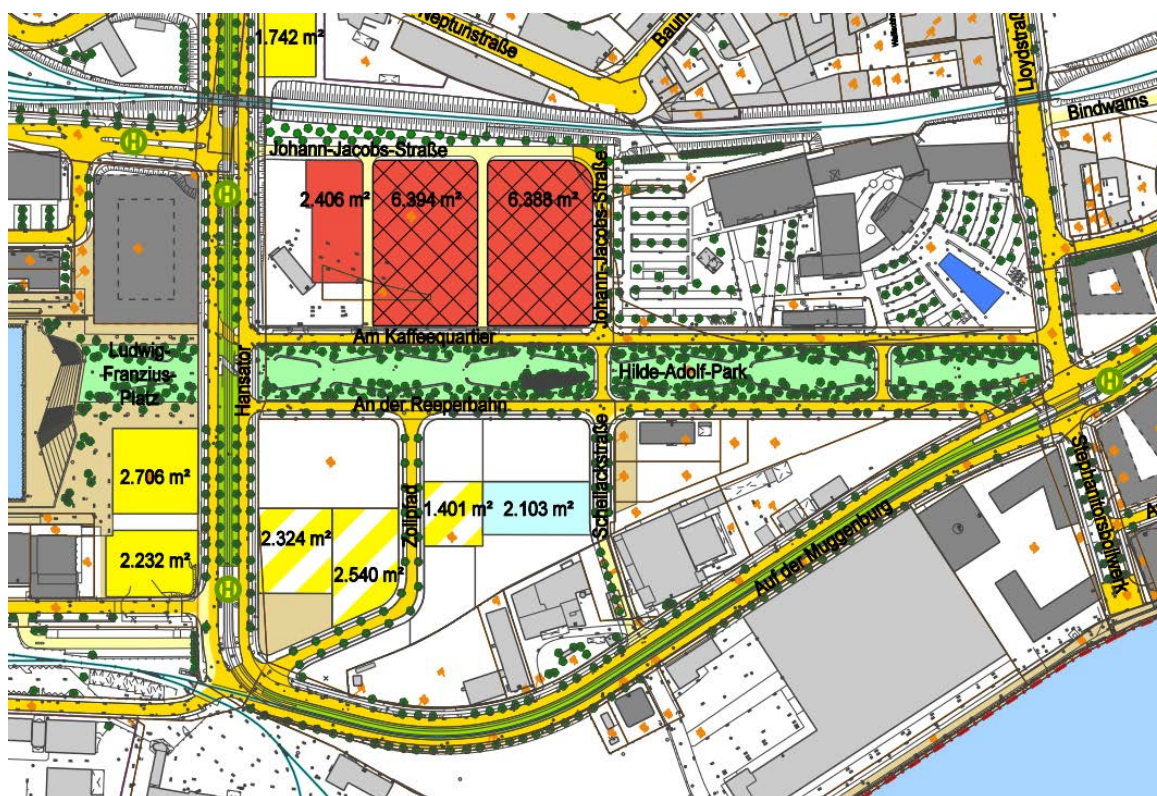 Neptunstraße
1.742 m²
Lloydstraße
Bindwams
H
Johann-Jacobs-Straße
H
2.406 m²
6.394 m²
6.388 m²
Johann-Jacobs-Straße
Am Kaffeequartier
Ludwig-
Franzius-
Platz
Hansator
Hilde-Adolf-Park
H
An der Reeperbahn
2.706 m²
Zollpfad
1.401 m²
2.103 m²
Schellackstraße
Stephanitorsbollwerk
2.324 m²
2.232 m²
2.540 m²
H
Auf der Muggenburg